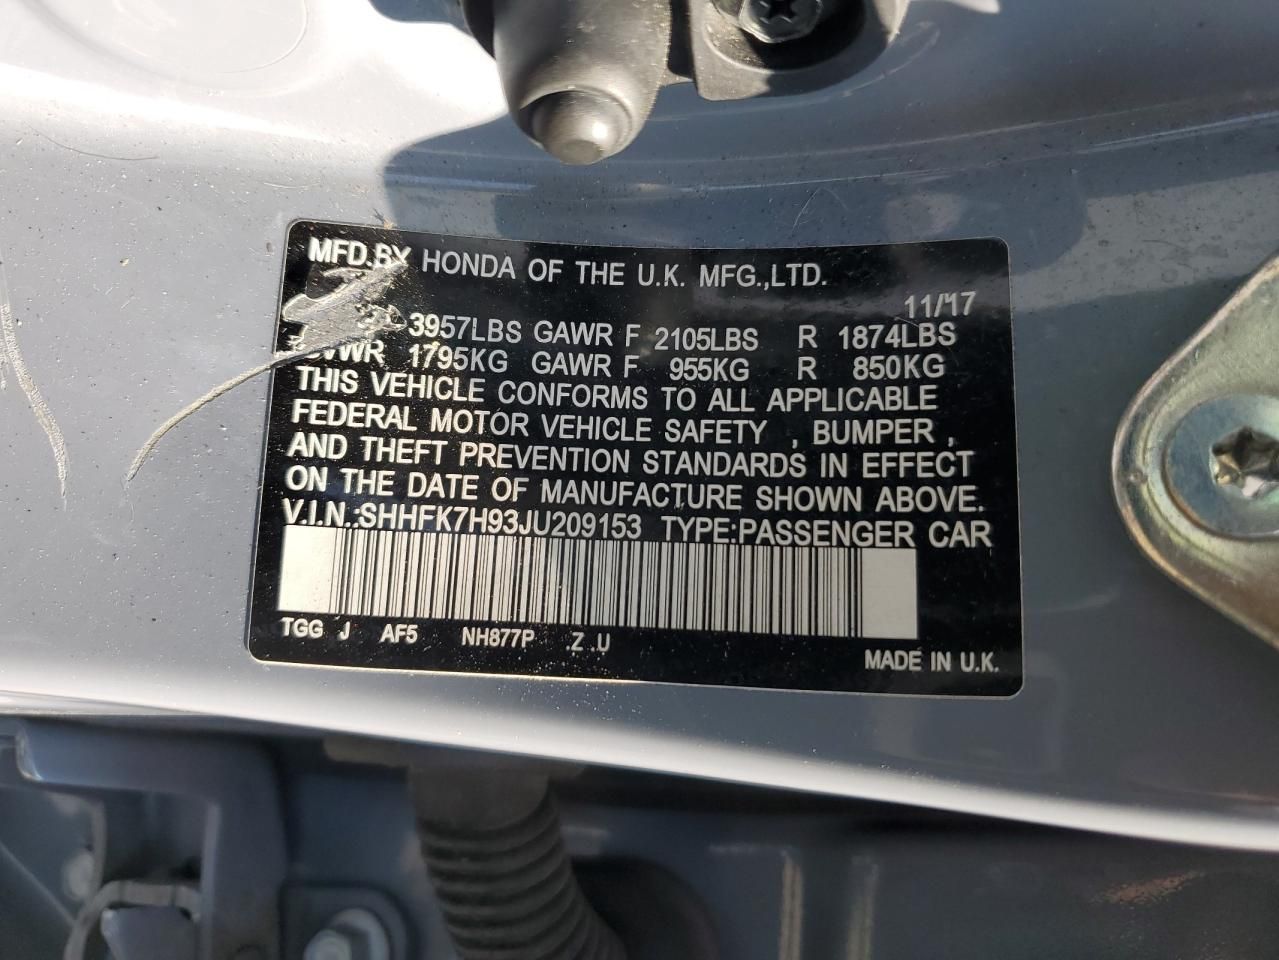 MFD.BY HONDA OF THE U.K. MFG.,LTD.
11/'17
3957LBS GAWR F 2105LBS R 1874LBS
GVWR 1795KG GAWR F 955KG R 850KG
THIS VEHICLE CONFORMS TO ALL APPLICABLE
FEDERAL MOTOR VEHICLE SAFETY , BUMPER ,
AND THEFT PREVENTION STANDARDS IN EFFECT
ON THE DATE OF MANUFACTURE SHOWN ABOVE.
V.I.N.:SHHFK7H93JU209153 TYPE:PASSENGER CAR
TGG J AF5 NH877P .Z .U
MADE IN U.K.